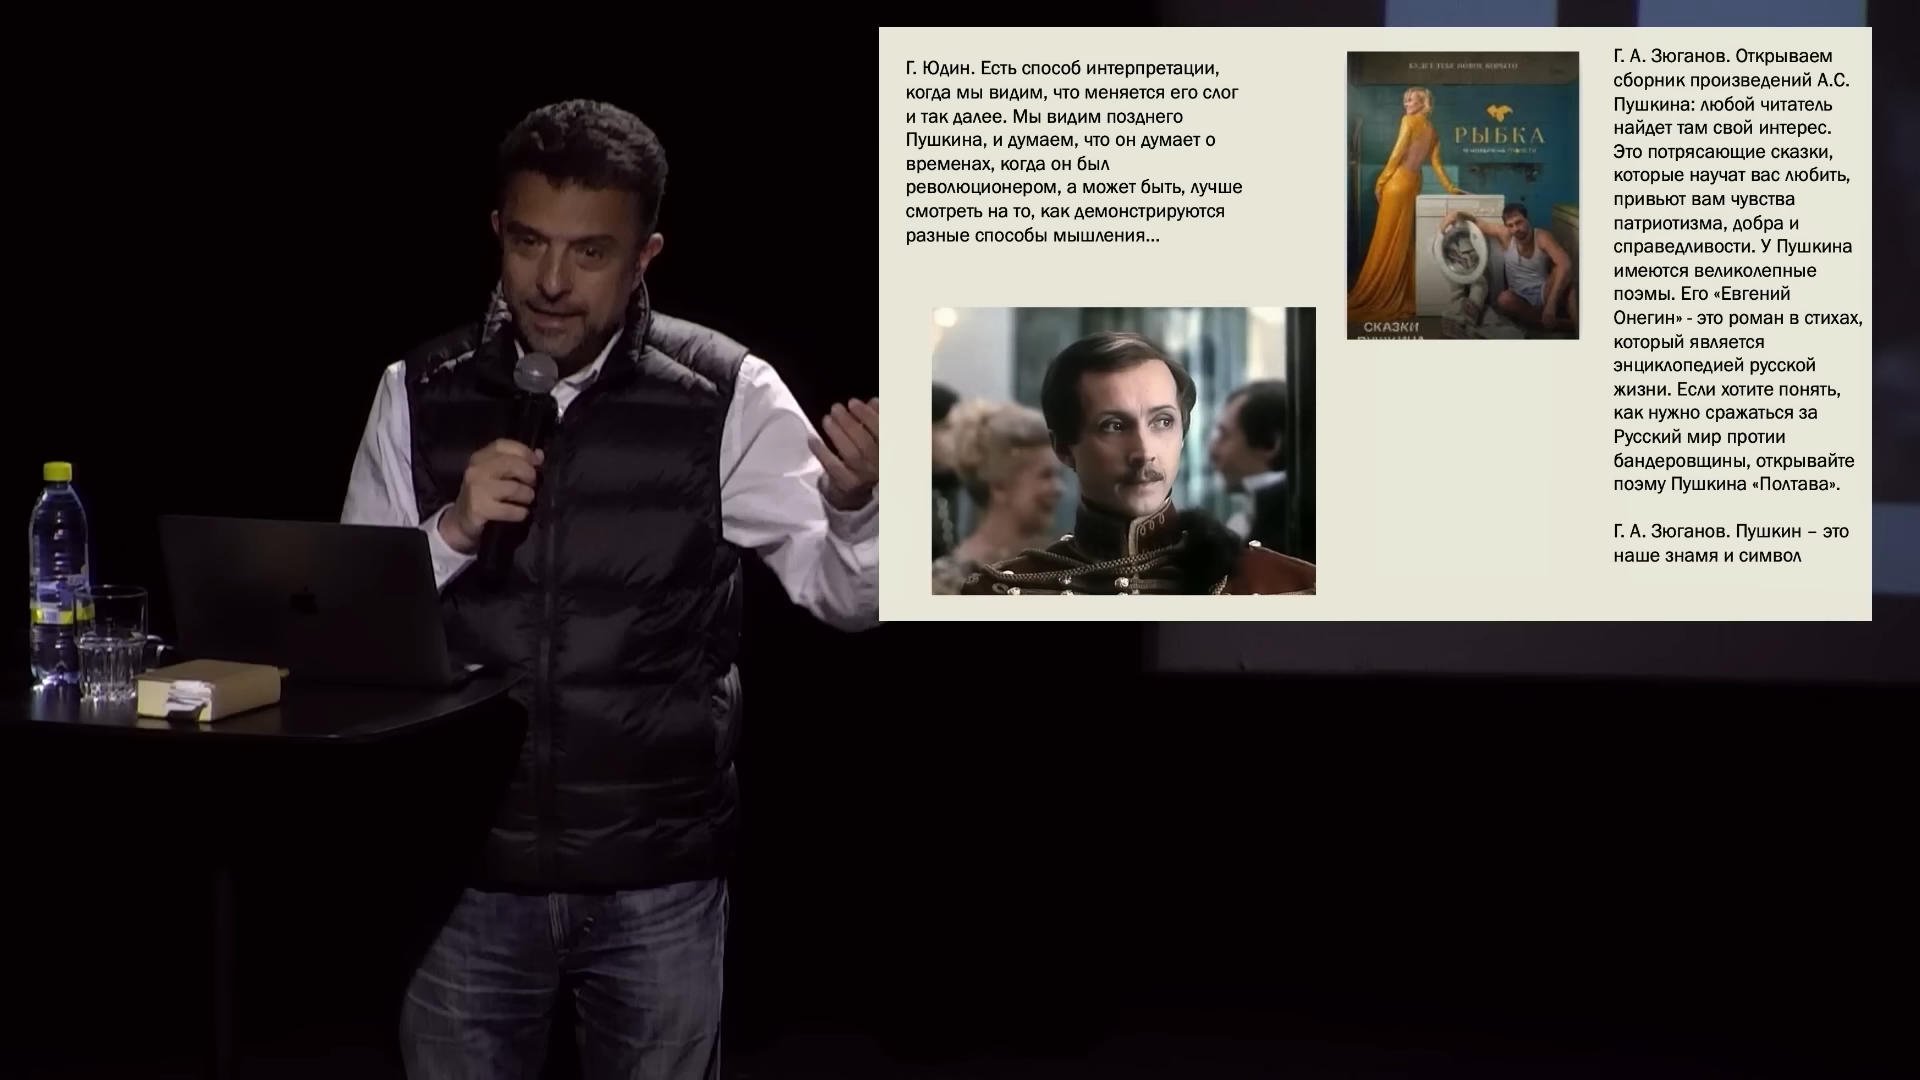 Г. Юдин. Есть способ интерпретации,
когда мы видим, что меняется его слог
и так далее. Мы видим позднего
Пушкина, и думаем, что он думает о
временах, когда он был
революционером, а может быть, лучше
смотреть на то, как демонстрируются
разные способы мышления...
БУДЕТ ТЕБЕ НОВОЕ КОРЫТО
РЫБКА
СКАЗКИ
ПУШКИНА
Г. А. Зюганов. Открываем
сборник произведений А.С.
Пушкина: любой читатель
найдет там свой интерес.
Это потрясающие сказки,
которые научат вас любить,
привьют вам чувства
патриотизма, добра и
справедливости. У Пушкина
имеются великолепные
поэмы. Его «Евгений
Онегин» - это роман в стихах,
который является
энциклопедией русской
жизни. Если хотите понять,
как нужно сражаться за
Русский мир протии
бандеровщины, открывайте
поэму Пушкина «Полтава».
Г. А. Зюганов. Пушкин – это
наше знамя и символ